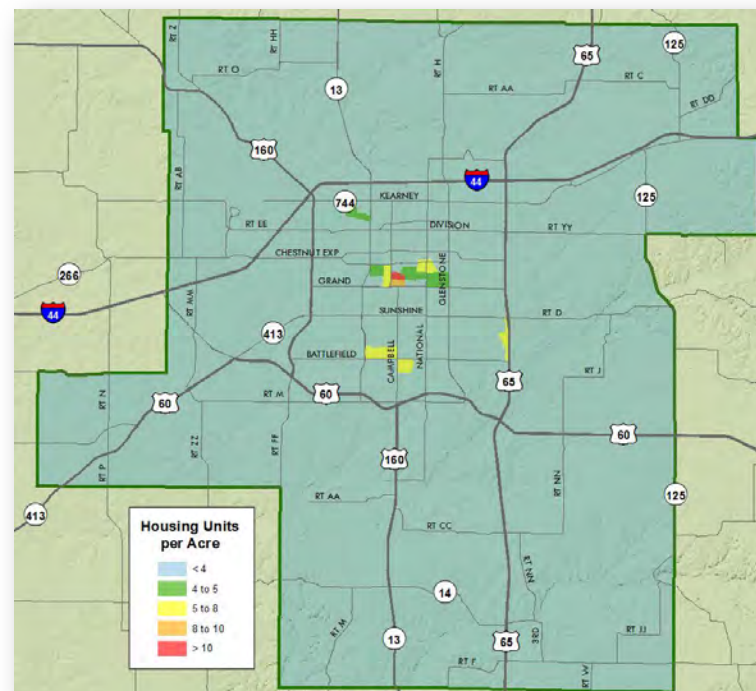 RT Z
RT HH
RT H
125
65
RT O
RT C
13
RT AA
RT DD
160
44
RT AB
KEARNEY
744
125
DIVISION
RT EE
RT YY
CHESTNUT EXP
266
GRAND
GLENSTONE
RT WW
SUNSHINE
RT D
44
413
CAMPBELL
NATIONAL
BATTLEFIELD
RT J
65
RT N
RT M
60
60
60
RT ZZ
RT FF
160
RT P
RT NN
RT AA
125
413
RT CC
Housing Units
per Acre
< 4
4 to 5
5 to 8
8 to 10
> 10
RT NN
14
RT M
3RD
RT JJ
13
65
RT F
RT W